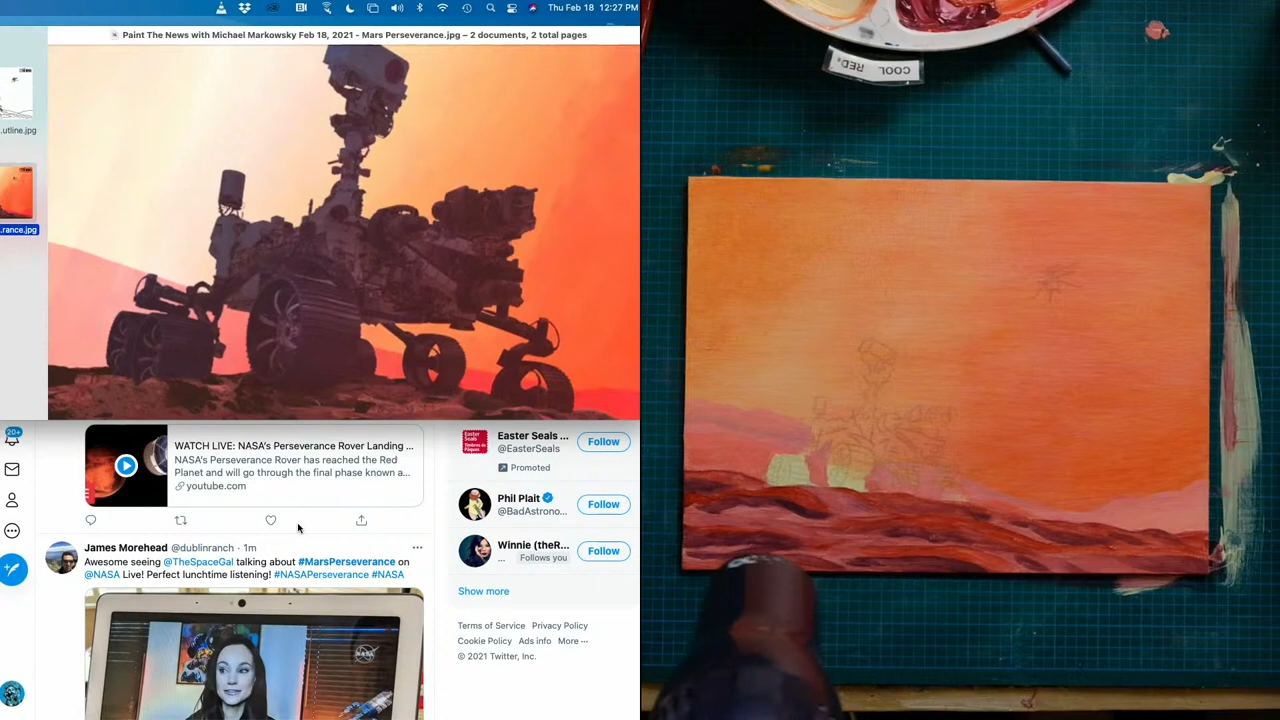 Thu Feb 18 12:27 PM
Paint The News with Michael Markowsky Feb 18, 2021 - Mars Perseverance.jpg – 2 documents, 2 total pages
...utline.jpg
...rance.jpg
20+
WATCH LIVE: NASA's Perseverance Rover Landing ...
NASA's Perseverance Rover has reached the Red
Planet and will go through the final phase known a...
youtube.com
James Morehead @dublinranch · 1m
Awesome seeing @TheSpaceGal talking about #MarsPerseverance on
@NASA Live! Perfect lunchtime listening! #NASAPerseverance #NASA
NASA
Easter Seals ...
@EasterSeals
Follow
Promoted
Phil Plait
@BadAstrono...
Follow
Winnie (theR...
... Follows you
Follow
Show more
Terms of Service Privacy Policy
Cookie Policy Ads info More ···
© 2021 Twitter, Inc.
COOL RED